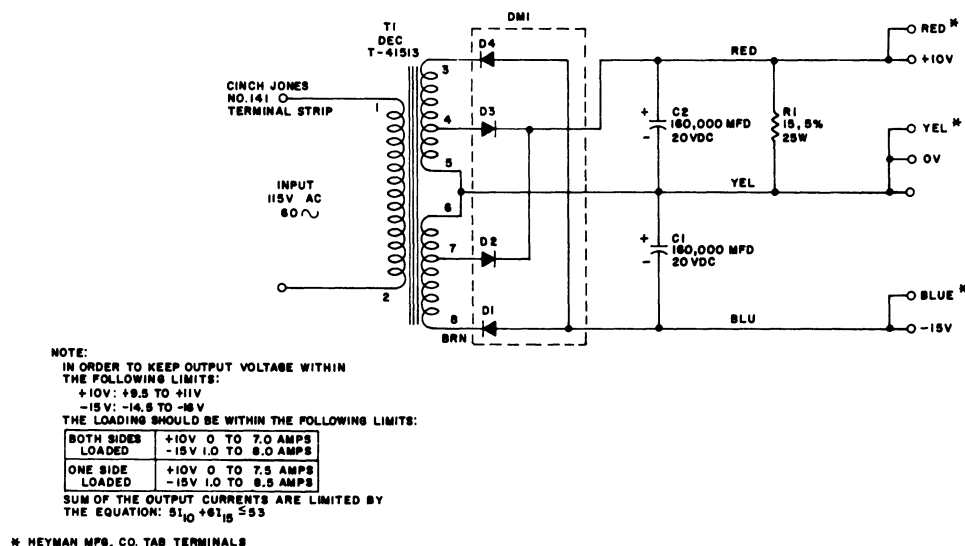 DM1
T1
DEC
T-41513
D4
RED
RED *
+10V
CINCH JONES
NO.141
TERMINAL STRIP
1
3
4
D3
+
-
C2
160,000 MFD
20VDC
R1
15, 5%
25W
YEL *
0V
5
YEL
INPUT
115V AC
60~
6
7
D2
+
-
C1
160,000 MFD
20VDC
2
8
D1
BRN
BLU
BLUE *
-15V
NOTE:
IN ORDER TO KEEP OUTPUT VOLTAGE WITHIN
THE FOLLOWING LIMITS:
+10V: +9.5 TO +11V
-15V: -14.5 TO -16V
THE LOADING SHOULD BE WITHIN THE FOLLOWING LIMITS:
BOTH SIDES LOADED
+10V 0 TO 7.0 AMPS
-15V 1.0 TO 8.0 AMPS
ONE SIDE LOADED
+10V 0 TO 7.5 AMPS
-15V 1.0 TO 8.5 AMPS
SUM OF THE OUTPUT CURRENTS ARE LIMITED BY
THE EQUATION: 5I10 +6I15 ≤53
* HEYMAN MFG. CO. TAB TERMINALS